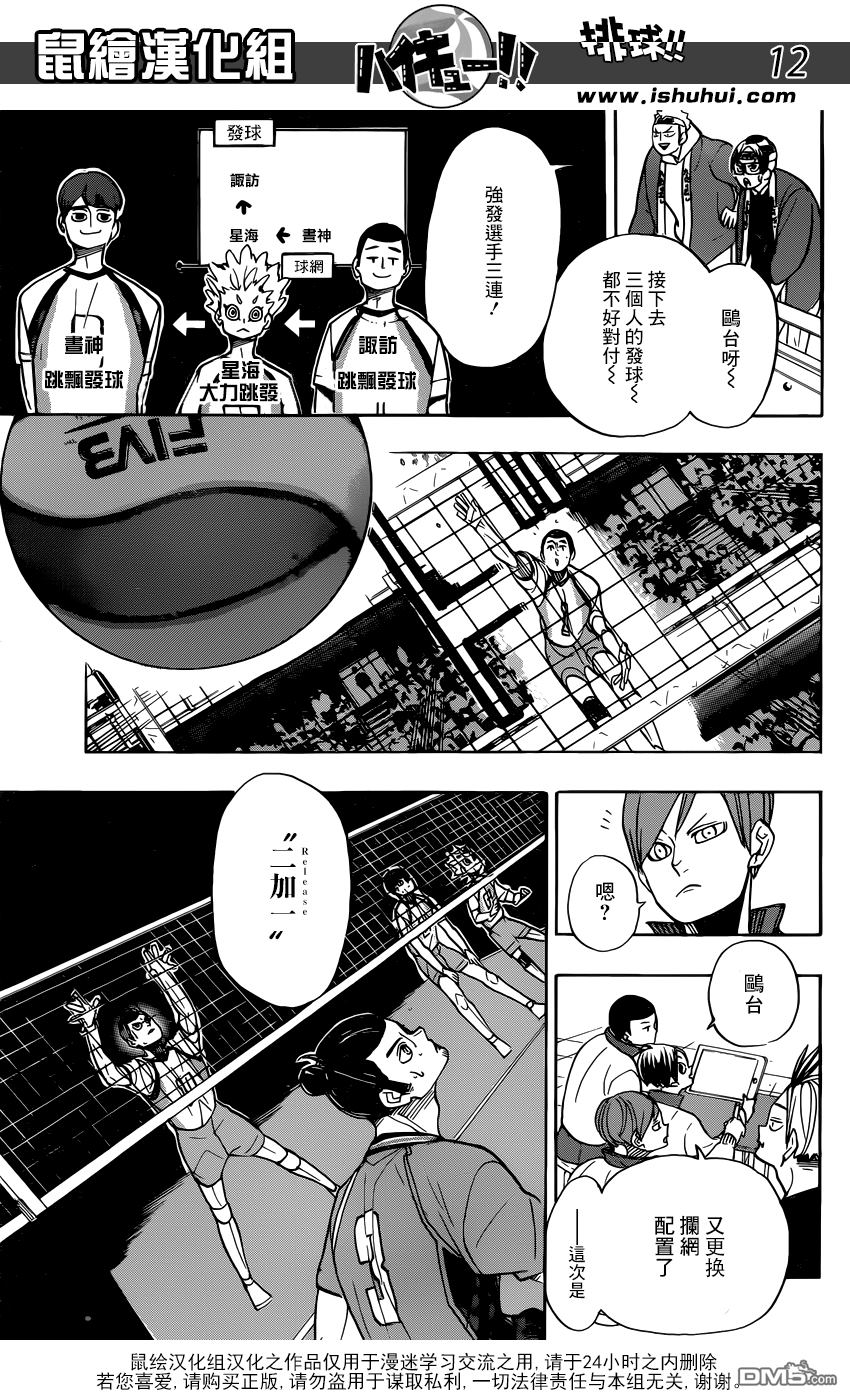 鼠繪漢化組
ハイキュー!!
排球!!
12
www.ishuhui.com
鷗台呀~
接下去
三個人的發球~
都不好對付~
強發選手三連!
發球
諏訪
星海
晝神
球網
晝神
跳飄發球
星海
大力跳發
諏訪
跳飄發球
FIVB
嗯?
鷗台
又更换
攔網
配置了
——這次是
〝二加一〟
Release
3
鼠绘汉化组汉化之作品仅用于漫迷学习交流之用, 请于24小时之内删除
若您喜爱, 请购买正版, 请勿盗用于谋取私利, 一切法律责任与本组无关, 谢谢。
DM5.com